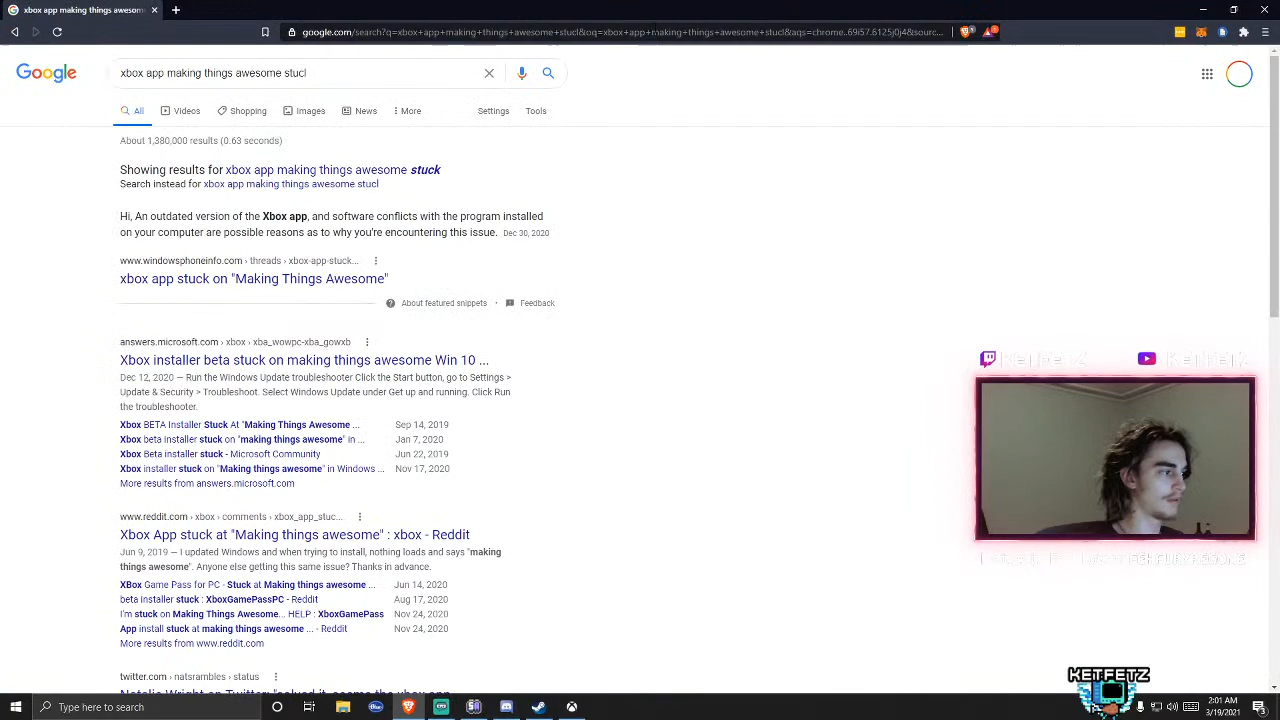 xbox app making things awesom
google.com/search?q=xbox+app+making+things+awesome+stucl&oq=xbox+app+making+things+awesome+stucl&aqs=chrome..69i57.6125j0j4&sourc...
Google
xbox app making things awesome stucl
All
Videos
Shopping
Images
News
More
Settings
Tools
About 1,380,000 results (0.63 seconds)
Showing results for xbox app making things awesome stuck
Search instead for xbox app making things awesome stucl
Hi, An outdated version of the Xbox app, and software conflicts with the program installed
on your computer are possible reasons as to why you're encountering this issue. Dec 30, 2020
www.windowsphoneinfo.com › threads › xbox-app-stuck...
xbox app stuck on "Making Things Awesome"
About featured snippets • Feedback
answers.microsoft.com › xbox › xba_wowpc-xba_gowxb
Xbox installer beta stuck on making things awesome Win 10 ...
Dec 12, 2020 — Run the Windows Update troubleshooter Click the Start button, go to Settings >
Update & Security > Troubleshoot. Select Windows Update under Get up and running. Click Run
the troubleshooter.
Xbox BETA Installer Stuck At "Making Things Awesome ... Sep 14, 2019
Xbox beta installer stuck on "making things awesome" in ... Jan 7, 2020
Xbox Beta installer stuck - Microsoft Community Jun 22, 2019
Xbox installer stuck on "Making things awesome" in Windows ... Nov 17, 2020
More results from answers.microsoft.com
www.reddit.com › xbox › comments › xbox_app_stuc...
Xbox App stuck at "Making things awesome" : xbox - Reddit
Jun 9, 2019 — I updated Windows and when trying to install, nothing loads and says "making
things awesome". Anyone else getting this same issue? Thanks in advance.
XBox Game Pass for PC - Stuck at Making things awesome ... Jun 14, 2020
beta installer stuck : XboxGamePassPC - Reddit Aug 17, 2020
I'm stuck on Making Things Awesome... HELP : XboxGamePass Nov 24, 2020
App install stuck at making things awesome ... - Reddit Nov 24, 2020
More results from www.reddit.com
twitter.com › natsrambles › status
Natalie Wright on Twitter: "solved it, seems the xbox app
KETFETZ
KETFETZ
KETFETZ
Type here to search
2:01 AM
3/19/2021